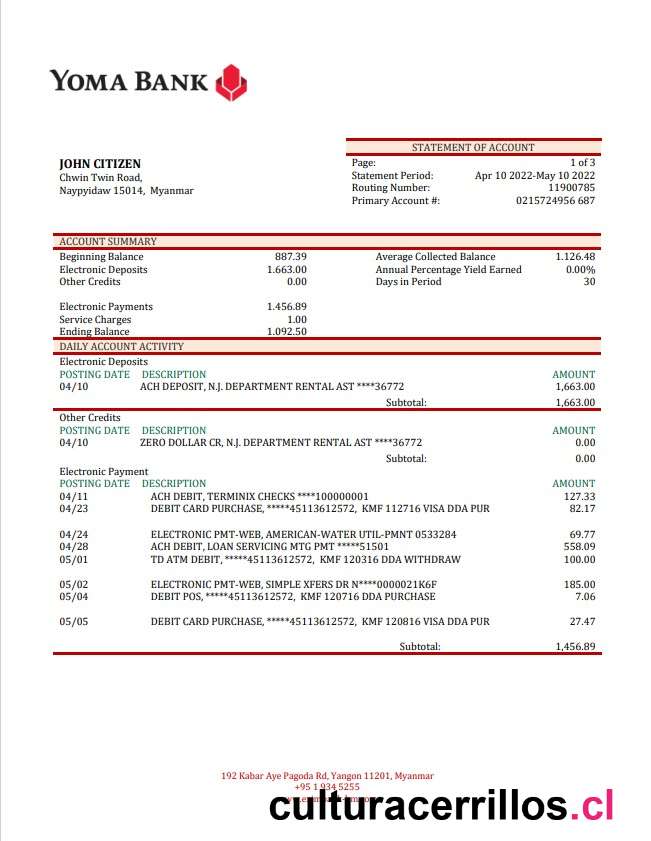 YOMA BANK
STATEMENT OF ACCOUNT
JOHN CITIZEN
Chwin Twin Road,
Naypyidaw 15014, Myanmar
Page: 1 of 3
Statement Period: Apr 10 2022-May 10 2022
Routing Number: 11900785
Primary Account #: 0215724956 687
ACCOUNT SUMMARY
Beginning Balance 887.39 Average Collected Balance 1.126.48
Electronic Deposits 1.663.00 Annual Percentage Yield Earned 0.00%
Other Credits 0.00 Days in Period 30
Electronic Payments 1.456.89
Service Charges 1.00
Ending Balance 1.092.50
DAILY ACCOUNT ACTIVITY
Electronic Deposits
POSTING DATE DESCRIPTION AMOUNT
04/10 ACH DEPOSIT, N.J. DEPARTMENT RENTAL AST ****36772 1,663.00
Subtotal: 1,663.00
Other Credits
POSTING DATE DESCRIPTION AMOUNT
04/10 ZERO DOLLAR CR, N.J. DEPARTMENT RENTAL AST ****36772 0.00
Subtotal: 0.00
Electronic Payment
POSTING DATE DESCRIPTION AMOUNT
04/11 ACH DEBIT, TERMINIX CHECKS ****100000001 127.33
04/23 DEBIT CARD PURCHASE, *****45113612572, KMF 112716 VISA DDA PUR 82.17
04/24 ELECTRONIC PMT-WEB, AMERICAN-WATER UTIL-PMNT 0533284 69.77
04/28 ACH DEBIT, LOAN SERVICING MTG PMT *****51501 558.09
05/01 TD ATM DEBIT, *****45113612572, KMF 120316 DDA WITHDRAW 100.00
05/02 ELECTRONIC PMT-WEB, SIMPLE XFERS DR N****0000021K6F 185.00
05/04 DEBIT POS, *****45113612572, KMF 120716 DDA PURCHASE 7.06
05/05 DEBIT CARD PURCHASE, *****45113612572, KMF 120816 VISA DDA PUR 27.47
Subtotal: 1,456.89
192 Kabar Aye Pagoda Rd, Yangon 11201, Myanmar
+95 1 934 5255
culturacerrillos.cl